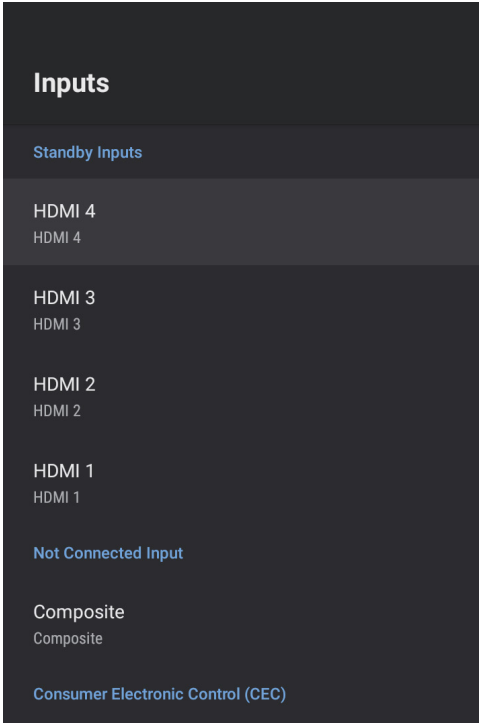 Inputs
Standby Inputs
HDMI 4
HDMI 4
HDMI 3
HDMI 3
HDMI 2
HDMI 2
HDMI 1
HDMI 1
Not Connected Input
Composite
Composite
Consumer Electronic Control (CEC)